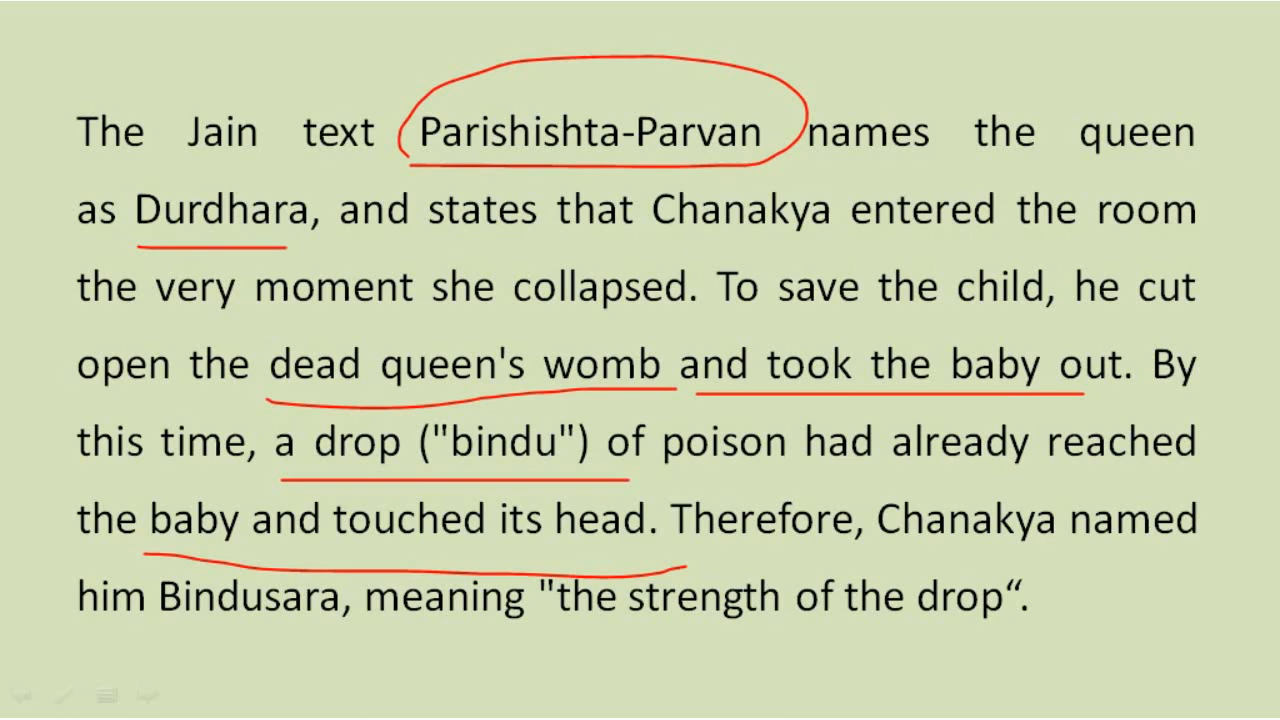 The Jain text Parishishta-Parvan names the queen
as Durdhara, and states that Chanakya entered the room
the very moment she collapsed. To save the child, he cut
open the dead queen's womb and took the baby out. By
this time, a drop ("bindu") of poison had already reached
the baby and touched its head. Therefore, Chanakya named
him Bindusara, meaning "the strength of the drop“.